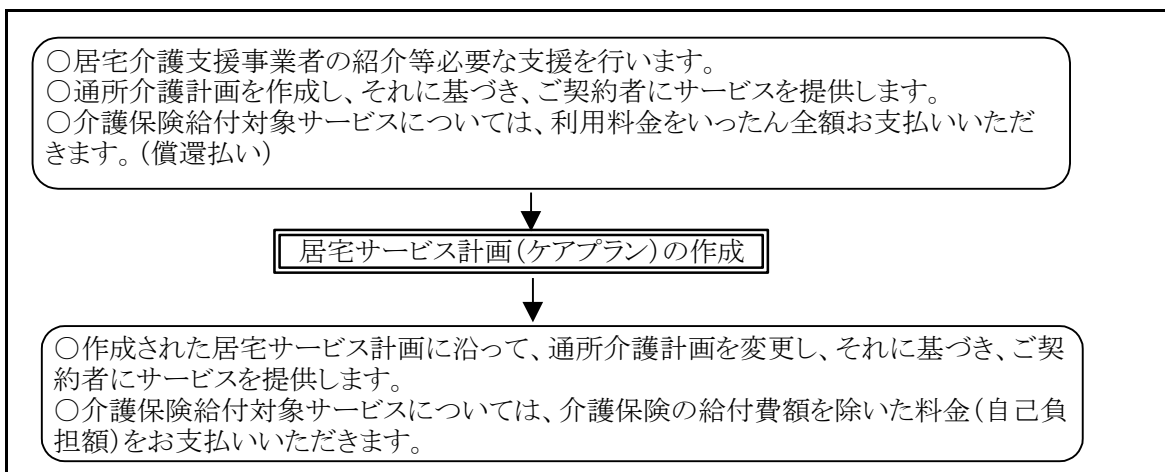 ○居宅介護支援事業者の紹介等必要な支援を行います。
○通所介護計画を作成し、それに基づき、ご契約者にサービスを提供します。
○介護保険給付対象サービスについては、利用料金をいったん全額お支払いいただ
きます。(償還払い)
居宅サービス計画(ケアプラン)の作成
○作成された居宅サービス計画に沿って、通所介護計画を変更し、それに基づき、ご契
約者にサービスを提供します。
○介護保険給付対象サービスについては、介護保険の給付費額を除いた料金(自己負
担額)をお支払いいただきます。